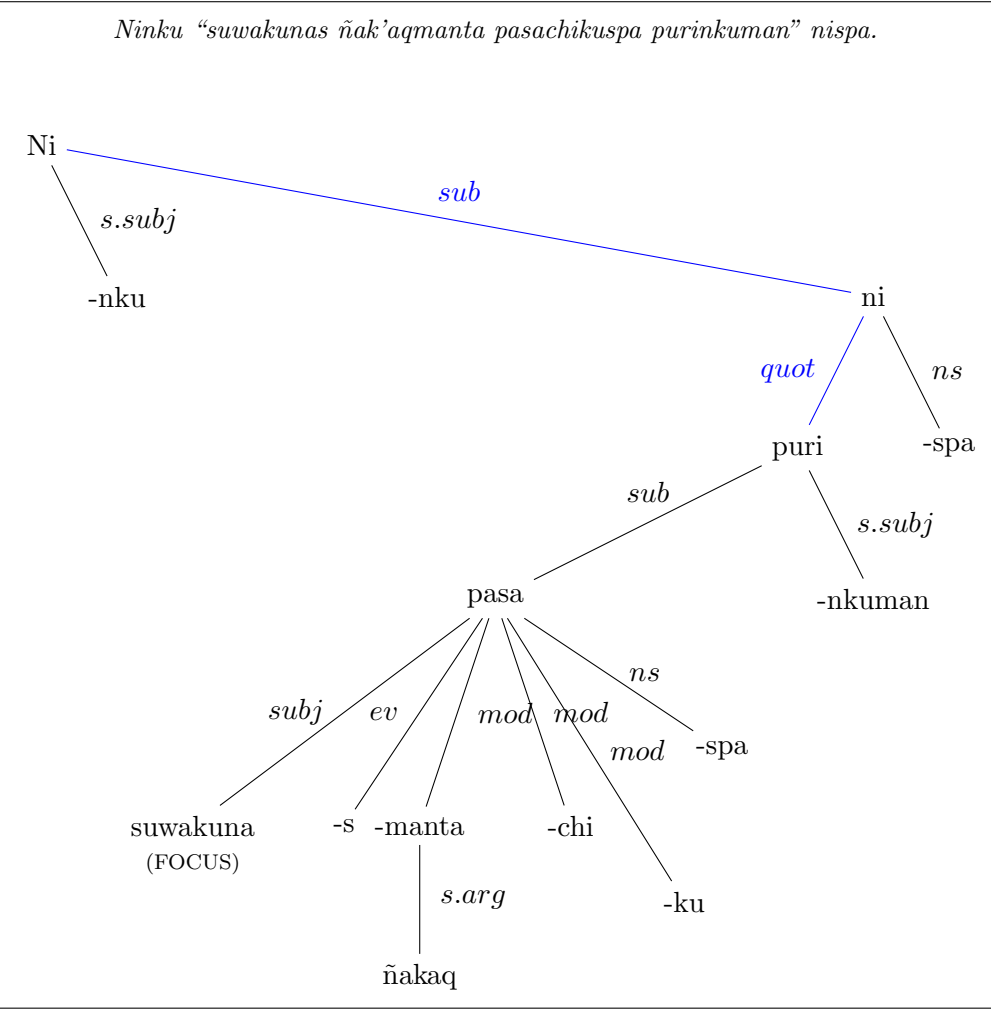 Ninku “suwakunas ñak’aqmanta pasachikuspa purinkuman” nispa.
Ni
sub
s.subj
-nku
ni
quot
ns
puri
-spa
sub
s.subj
pasa
-nkuman
ns
subj
ev
mod
mod
mod
-spa
suwakuna
-s
-manta
-chi
(FOCUS)
s.arg
-ku
ñakaq